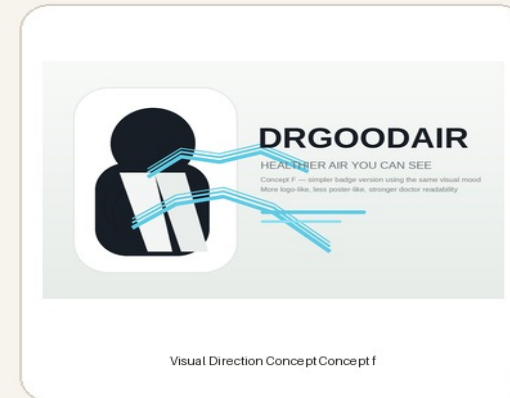 DRGOODAIR
HEALTHIER AIR YOU CAN SEE
Concept F — simpler badge version using the same visual mood
More logo-like, less poster-like, stronger doctor readability
Visual Direction Concept Concept f